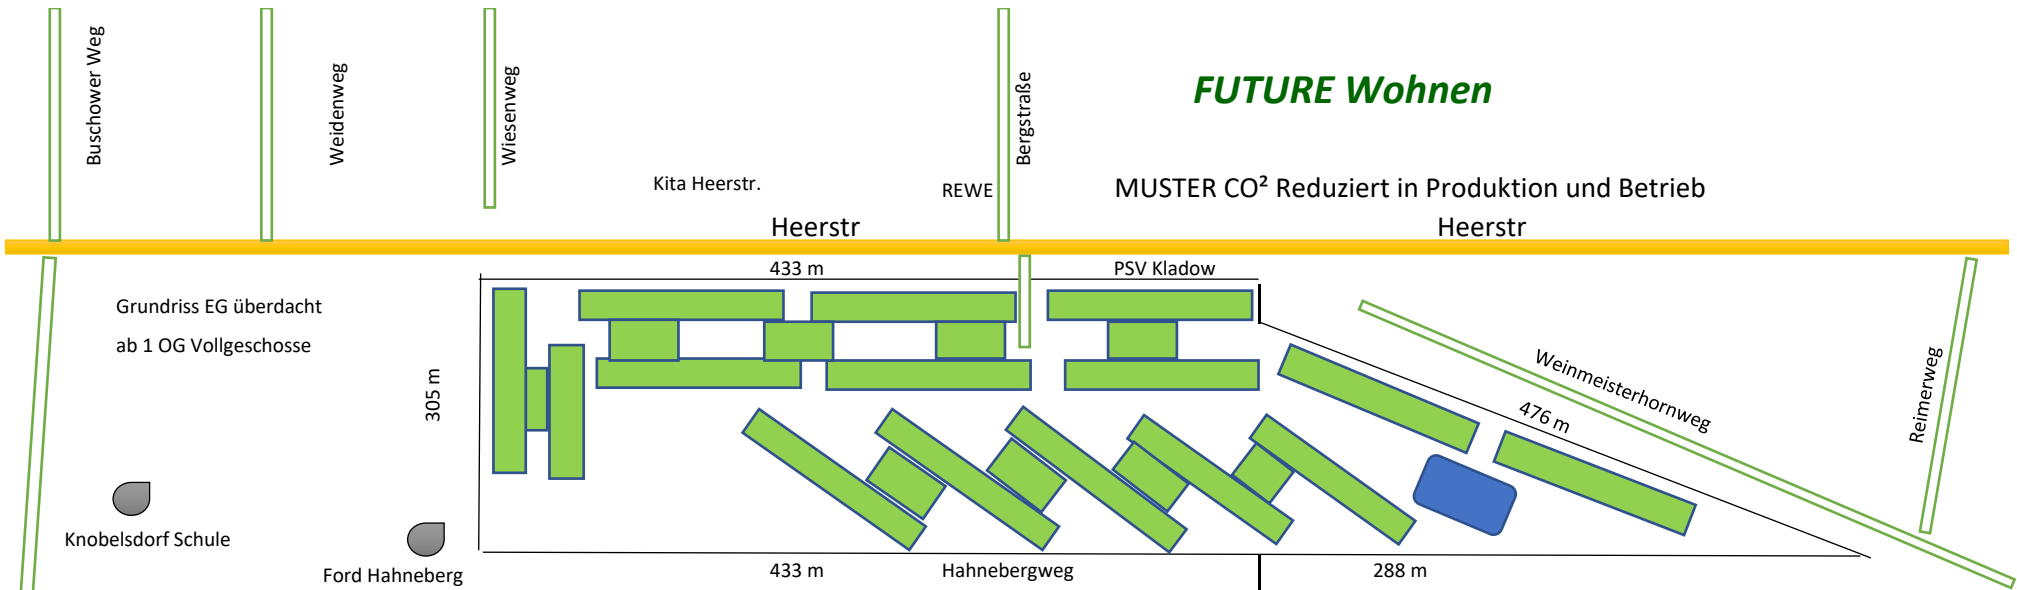 Buschower Weg
Weidenweg
Wiesenweg
Bergstraße
FUTURE Wohnen
Kita Heerstr.
REWE
MUSTER CO² Reduziert in Produktion und Betrieb
Heerstr
Heerstr
433 m
PSV Kladow
Grundriss EG überdacht
ab 1 OG Vollgeschosse
305 m
Weinmeisterhornweg
476 m
Reimerweg
Knobelsdorf Schule
Ford Hahneberg
433 m
Hahnebergweg
288 m